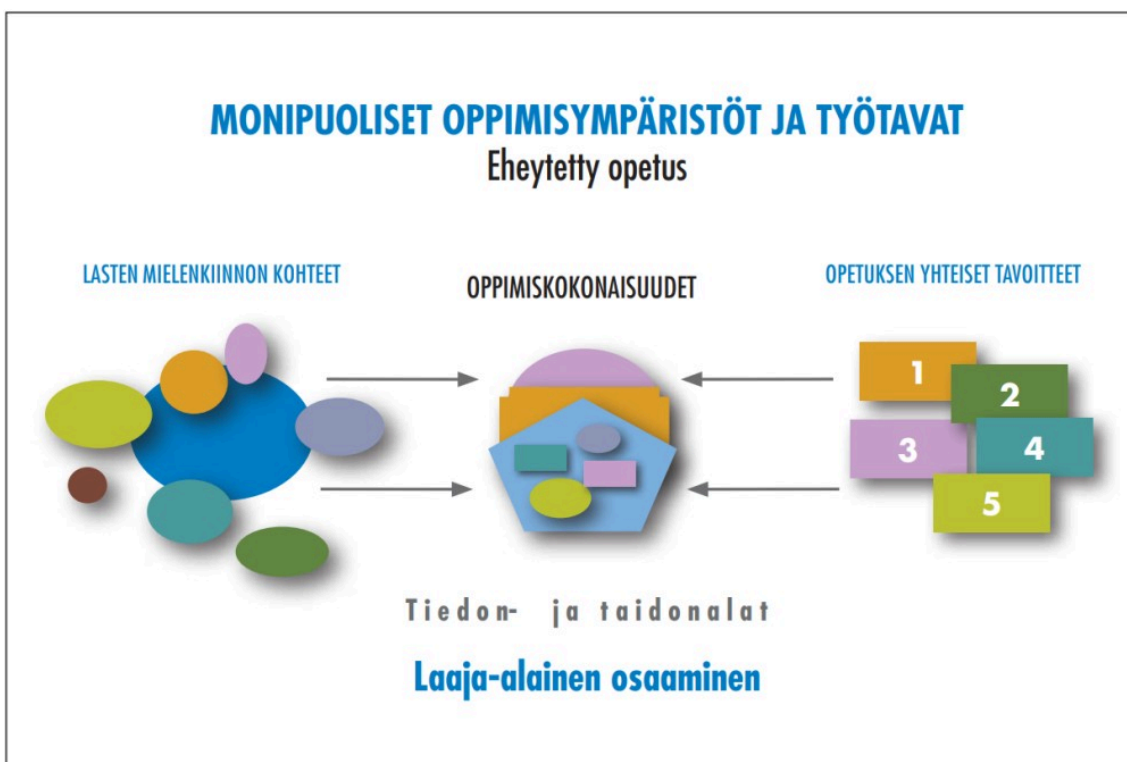 MONIPUOLISET OPPIMISYMPÄRISTÖT JA TYÖTAVAT
Eheytetty opetus
LASTEN MIELENKIINNON KOHTEET
OPPIMISKOKONAISUUDET
OPETUKSEN YHTEISET TAVOITTEET
1
2
3
4
5
Tiedon- ja taidonalat
Laaja-alainen osaaminen